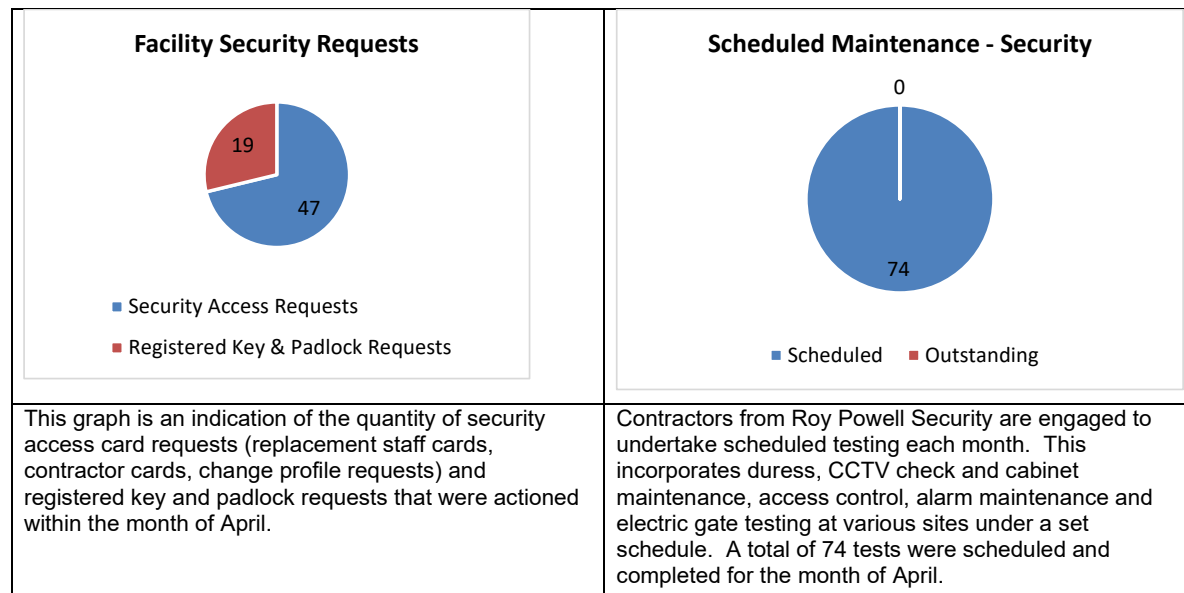 Facility Security Requests
19
47
Security Access Requests
Registered Key & Padlock Requests
Scheduled Maintenance - Security
0
74
Scheduled Outstanding
This graph is an indication of the quantity of security
access card requests (replacement staff cards,
contractor cards, change profile requests) and
registered key and padlock requests that were actioned
within the month of April.
Contractors from Roy Powell Security are engaged to
undertake scheduled testing each month.  This
incorporates duress, CCTV check and cabinet
maintenance, access control, alarm maintenance and
electric gate testing at various sites under a set
schedule.  A total of 74 tests were scheduled and
completed for the month of April.